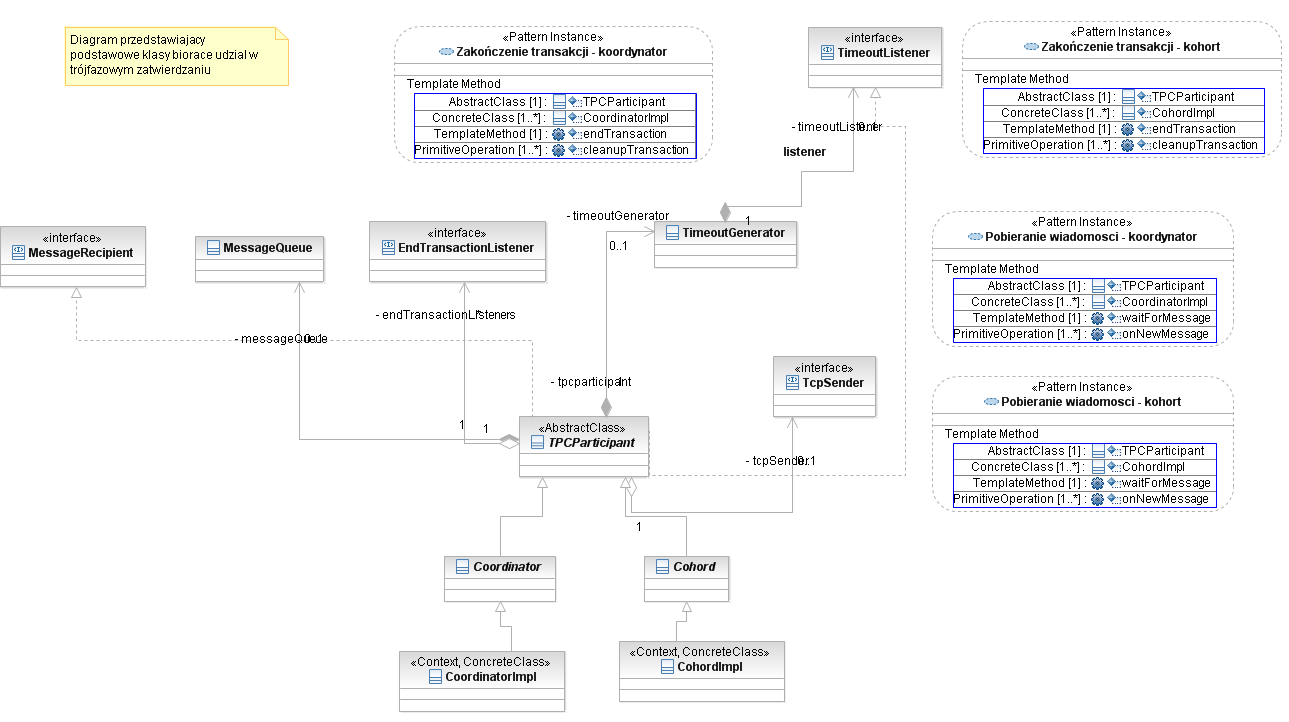 Diagram przedstawiajacy
podstawowe klasy biorace udzial w
trójfazowym zatwierdzaniu
«Pattern Instance»
Zakończenie transakcji - koordynator
Template Method
AbstractClass [1] : TPCParticipant
ConcreteClass [1..*] : CoordinatorImpl
TemplateMethod [1] : endTransaction
PrimitiveOperation [1..*] : cleanupTransaction
«interface»
TimeoutListener
«Pattern Instance»
Zakończenie transakcji - kohort
Template Method
AbstractClass [1] : TPCParticipant
ConcreteClass [1..*] : CohordImpl
TemplateMethod [1] : endTransaction
PrimitiveOperation [1..*] : cleanupTransaction
- timeoutListener
0..1
listener
1
- timeoutGenerator
0..1
TimeoutGenerator
«interface»
MessageRecipient
MessageQueue
«interface»
EndTransactionListener
«Pattern Instance»
Pobieranie wiadomosci - koordynator
Template Method
AbstractClass [1] : TPCParticipant
ConcreteClass [1..*] : CoordinatorImpl
TemplateMethod [1] : waitForMessage
PrimitiveOperation [1..*] : onNewMessage
- endTransactionListeners
*
- messageQueue
0..1
- tpcparticipant
1
«interface»
TcpSender
«Pattern Instance»
Pobieranie wiadomosci - kohort
Template Method
AbstractClass [1] : TPCParticipant
ConcreteClass [1..*] : CohordImpl
TemplateMethod [1] : waitForMessage
PrimitiveOperation [1..*] : onNewMessage
1
1
«AbstractClass»
TPCParticipant
- tcpSender
0..1
1
Coordinator
Cohord
«Context, ConcreteClass»
CoordinatorImpl
«Context, ConcreteClass»
CohordImpl